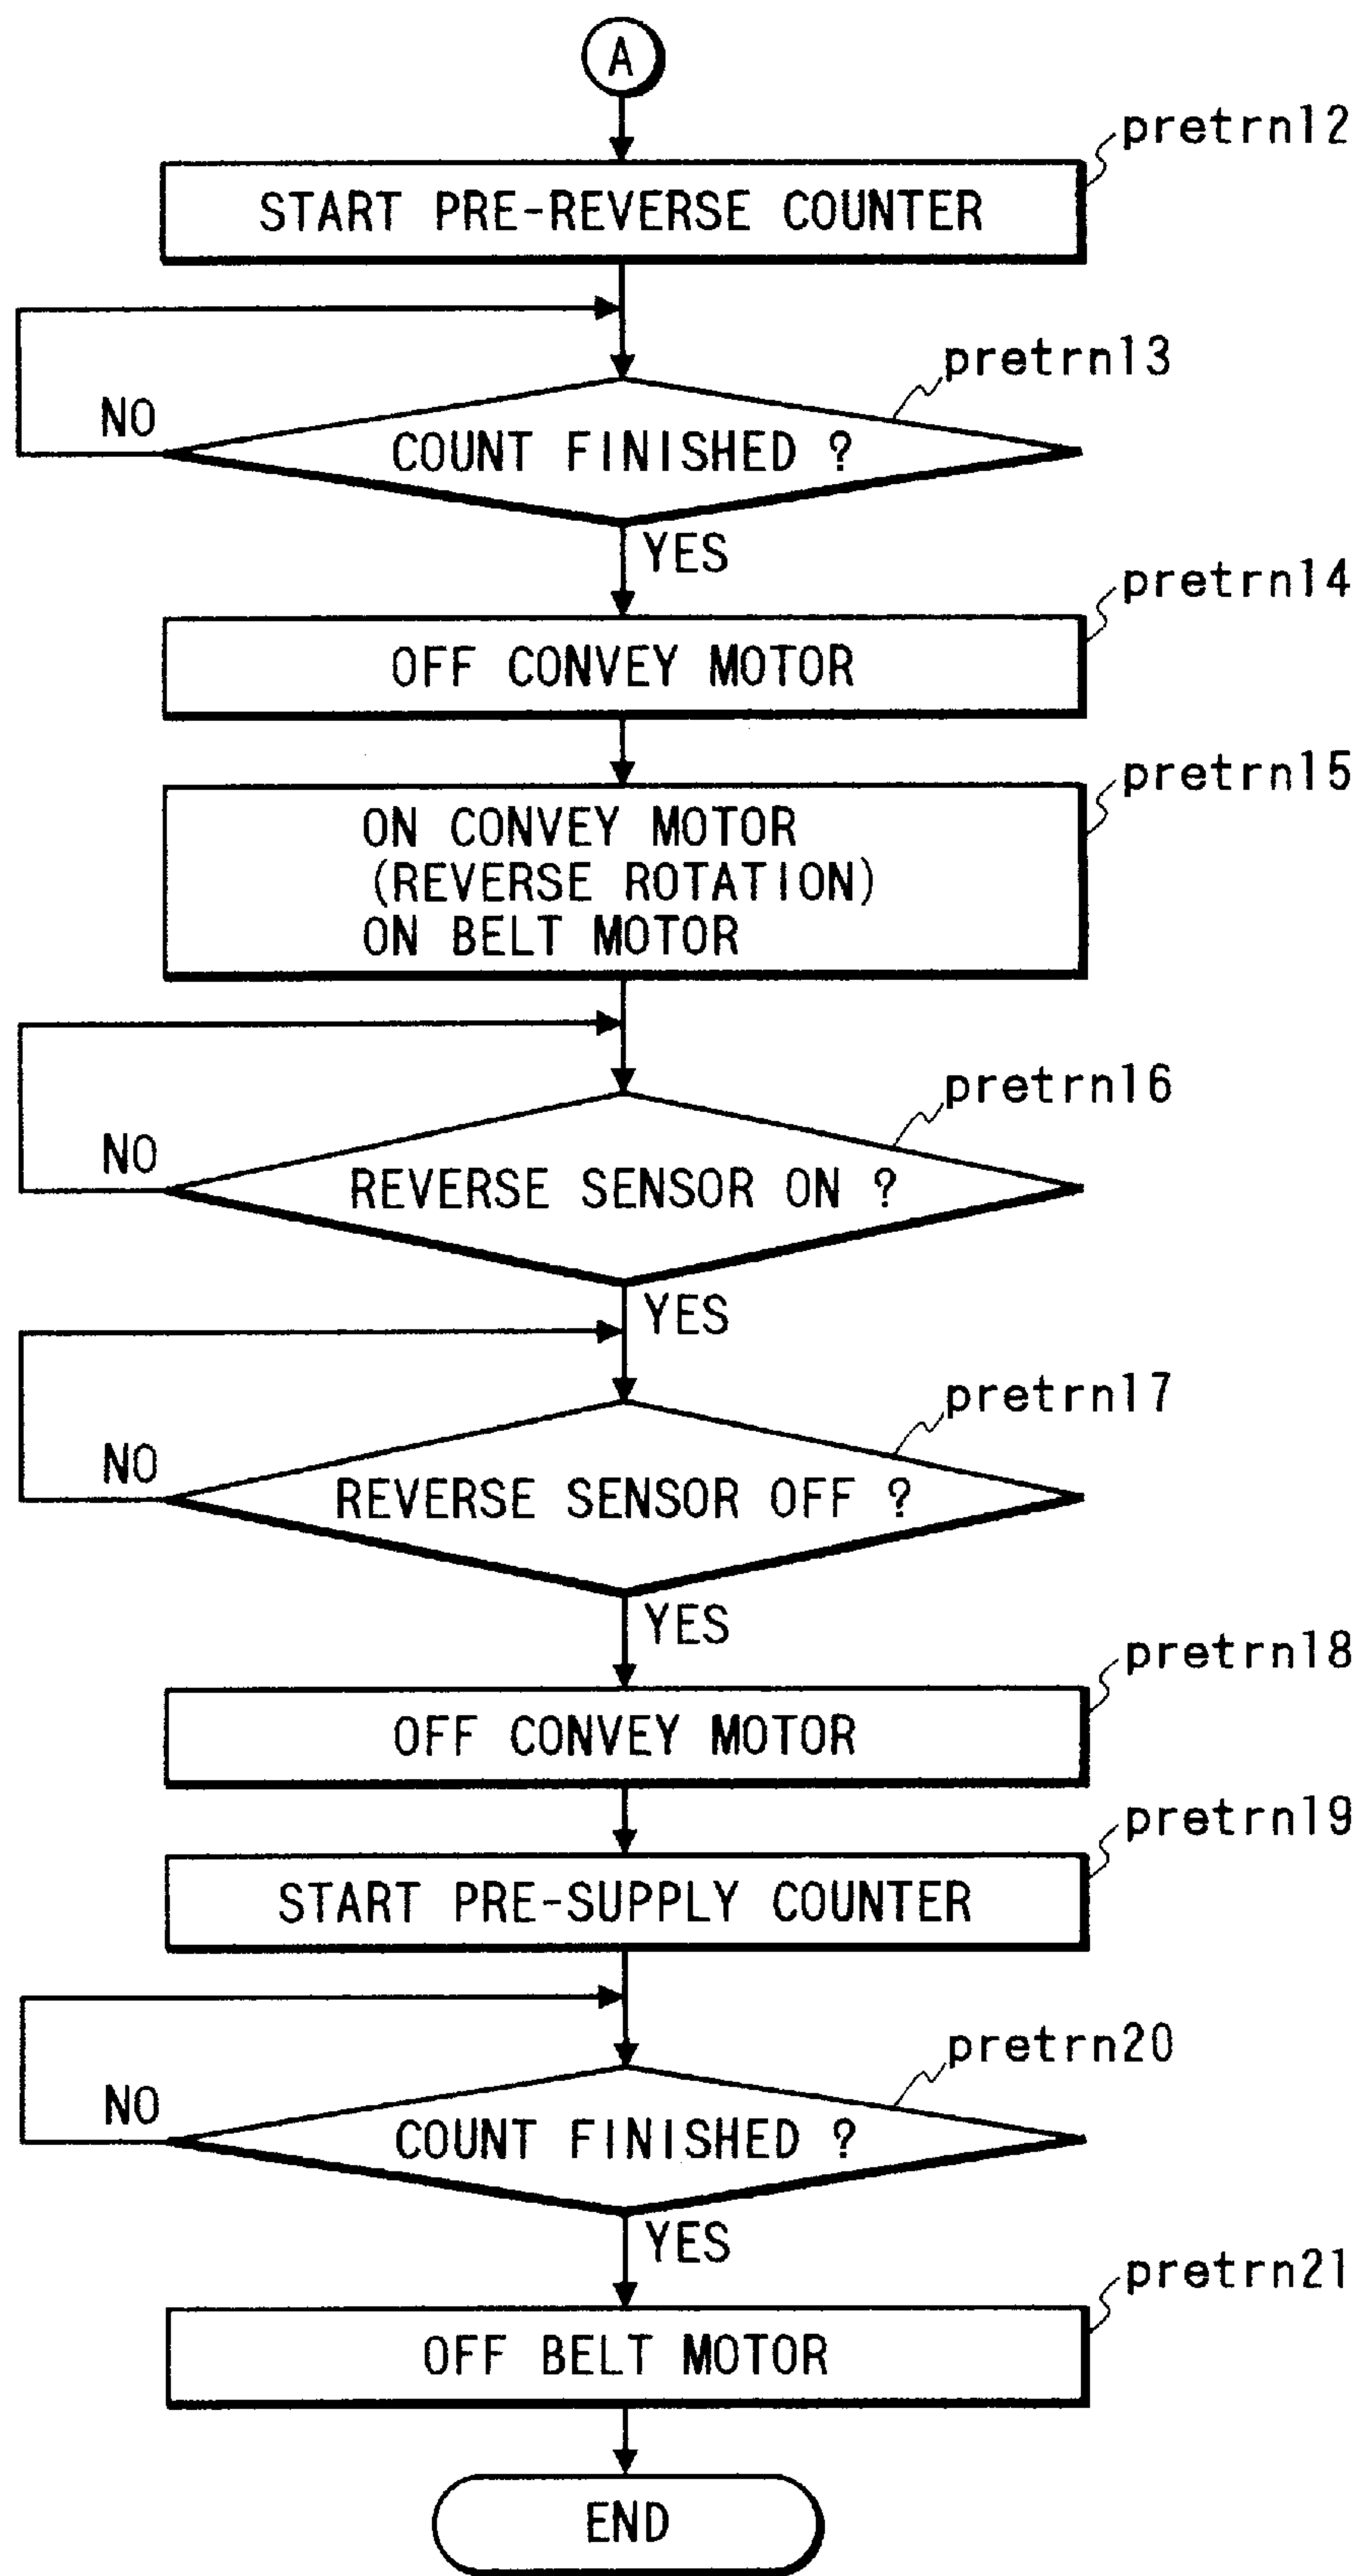 A
pretrn12
START PRE-REVERSE COUNTER
pretrn13
NO
COUNT FINISHED ?
YES
pretrn14
OFF CONVEY MOTOR
pretrn15
ON CONVEY MOTOR
(REVERSE ROTATION)
ON BELT MOTOR
pretrn16
NO
REVERSE SENSOR ON ?
YES
pretrn17
NO
REVERSE SENSOR OFF ?
YES
pretrn18
OFF CONVEY MOTOR
pretrn19
START PRE-SUPPLY COUNTER
pretrn20
NO
COUNT FINISHED ?
YES
pretrn21
OFF BELT MOTOR
END